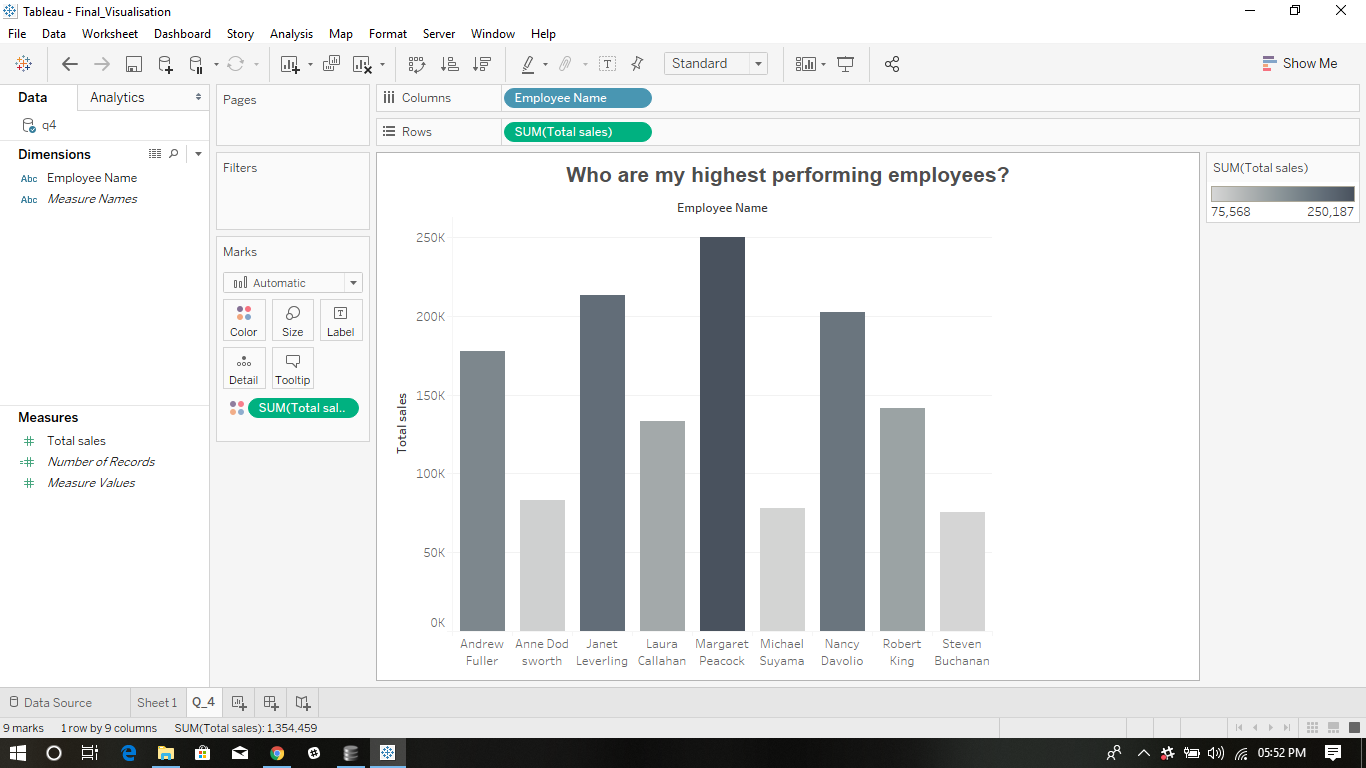 Tableau - Final_Visualisation
File Data Worksheet Dashboard Story Analysis Map Format Server Window Help
Standard
Show Me
Data Analytics
q4
Dimensions
Abc Employee Name
Abc Measure Names
Measures
Total sales
Number of Records
Measure Values
Pages
Filters
Marks
Automatic
Color Size Label
Detail Tooltip
SUM(Total sal..
Columns Employee Name
Rows SUM(Total sales)
Who are my highest performing employees?
Employee Name
Total sales
250K
200K
150K
100K
50K
0K
Andrew Anne Dod Janet Laura Margaret Michael Nancy Robert Steven
Fuller sworth Leverling Callahan Peacock Suyama Davolio King Buchanan
SUM(Total sales)
75,568 250,187
Data Source Sheet 1 Q_4
9 marks 1 row by 9 columns SUM(Total sales): 1,354,459
05:52 PM